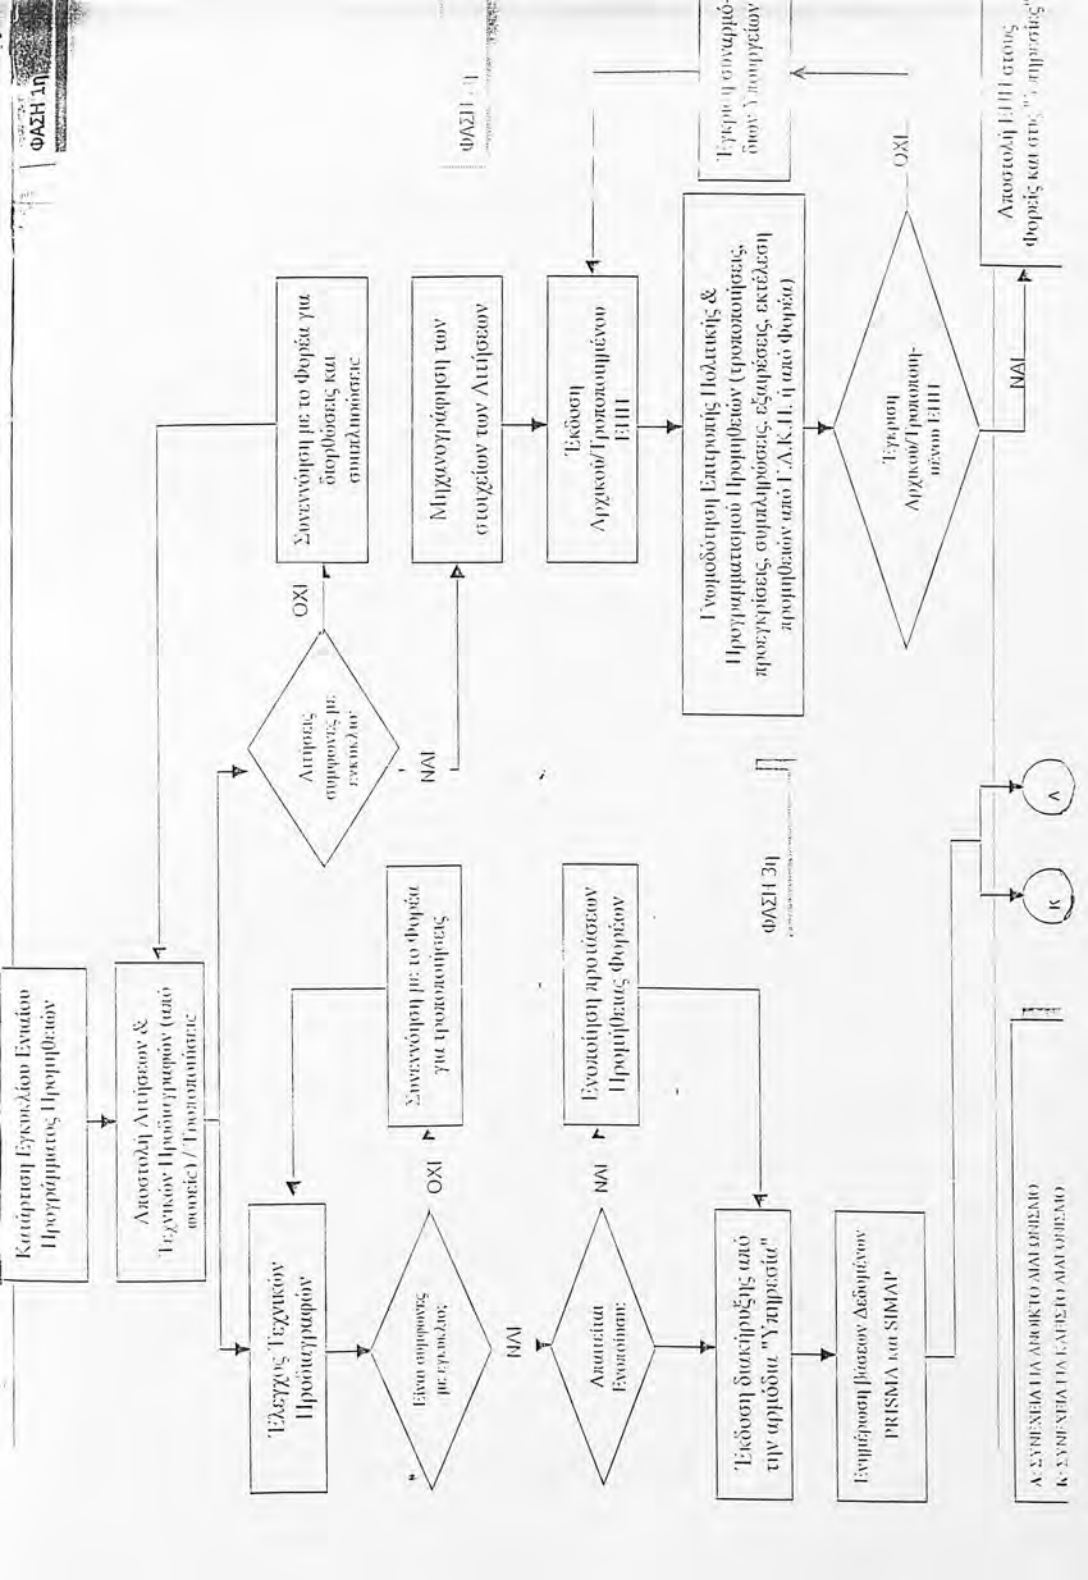 ΦΑΣΗ 1η
Κατάρτιση Εγκυκλίου Ενιαίου
Προγράμματος Προμηθειών
Αποστολή Αιτήσεων &
Τεχνικών Προδιαγραφών (από
φορείς) / Τροποποιήσεις
Συνεννόηση με το Φορέα για
διορθώσεις και
συμπληρώσεις
Έλεγχος Τεχνικών
Προδιαγραφών
Αιτήσεις
σύμφωνες με
εγκύκλιο;
ΟΧΙ
ΝΑΙ
Συνεννόηση με το Φορέα
για τροποποιήσεις
Μηχανογράφηση των
στοιχείων των Αιτήσεων
Είναι σύμφωνες
με εγκύκλιο;
ΟΧΙ
ΝΑΙ
ΦΑΣΗ
Έκδοση
Αρχικού/Τροποποιημένου
ΕΠΠ
Ενοποίηση προτάσεων
Προμήθειας Φορέων
Απαιτείται
Ενοποίηση;
ΝΑΙ
Γνωμοδότηση Επιτροπής Πολιτικής &
Προγραμματισμού Προμηθειών (τροποποιήσεις,
προεγκρίσεις, συμπληρώσεις, εξαιρέσεις, εκτέλεση
προμηθειών από Γ.Δ.Κ.Π. ή από Φορέα)
Έγκριση συναρμό-
διων Υπουργείων
ΦΑΣΗ 3η
Έκδοση διακήρυξης από
την αρμόδια "Υπηρεσία"
Έγκριση
Αρχικού/Τροποποιη-
μένου ΕΠΠ
ΟΧΙ
ΝΑΙ
Ενημέρωση βάσεων Δεδομένων
PRISMA και SIMAP
Αποστολή ΕΠΠ στους
Φορείς και στις "Υπηρεσίες"
Κ
Α
Α: ΣΥΝΕΧΕΙΑ ΓΙΑ ΑΝΟΙΚΤΟ ΔΙΑΓΩΝΙΣΜΟ
Κ: ΣΥΝΕΧΕΙΑ ΓΙΑ ΚΛΕΙΣΤΟ ΔΙΑΓΩΝΙΣΜΟ